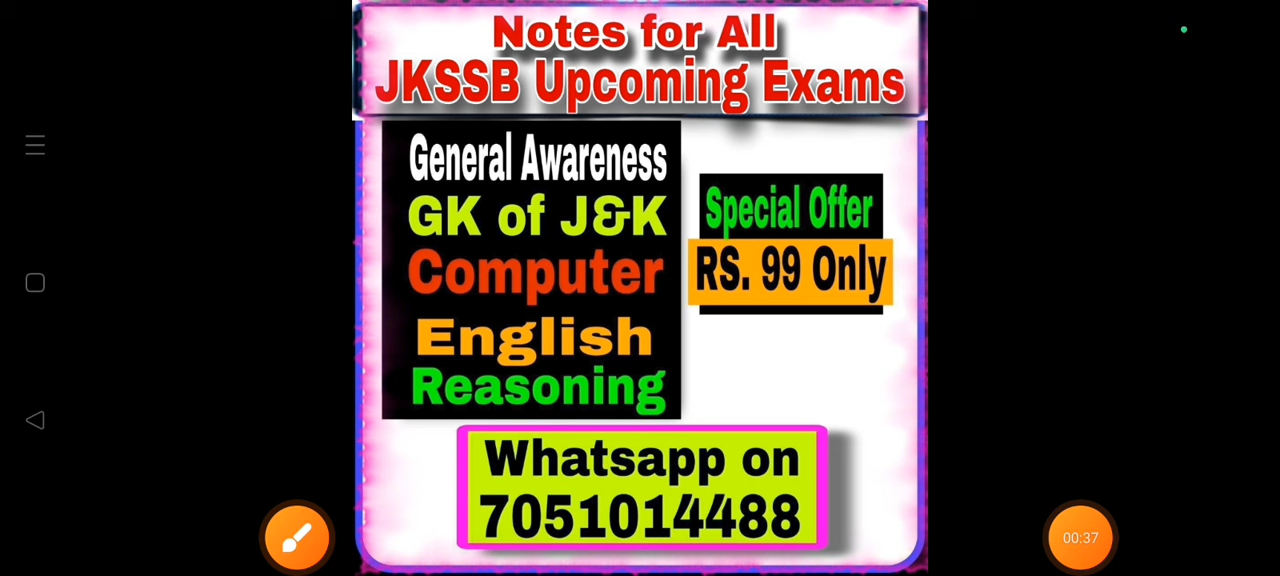 Notes for All
JKSSB Upcoming Exams
General Awareness
GK of J&K
Computer
English
Reasoning
Special Offer
RS. 99 Only
Whatsapp on
7051014488
00:37